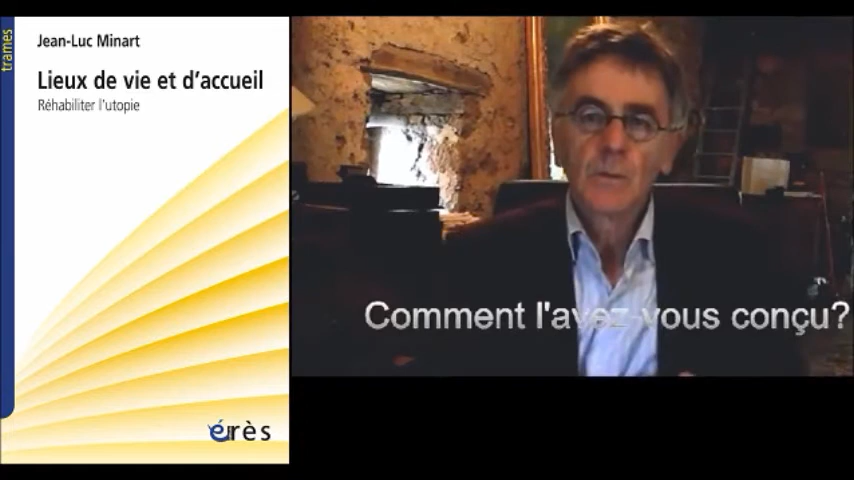 trames
Jean-Luc Minart
Lieux de vie et d'accueil
Réhabiliter l'utopie
érès
Comment l'avez-vous conçu?